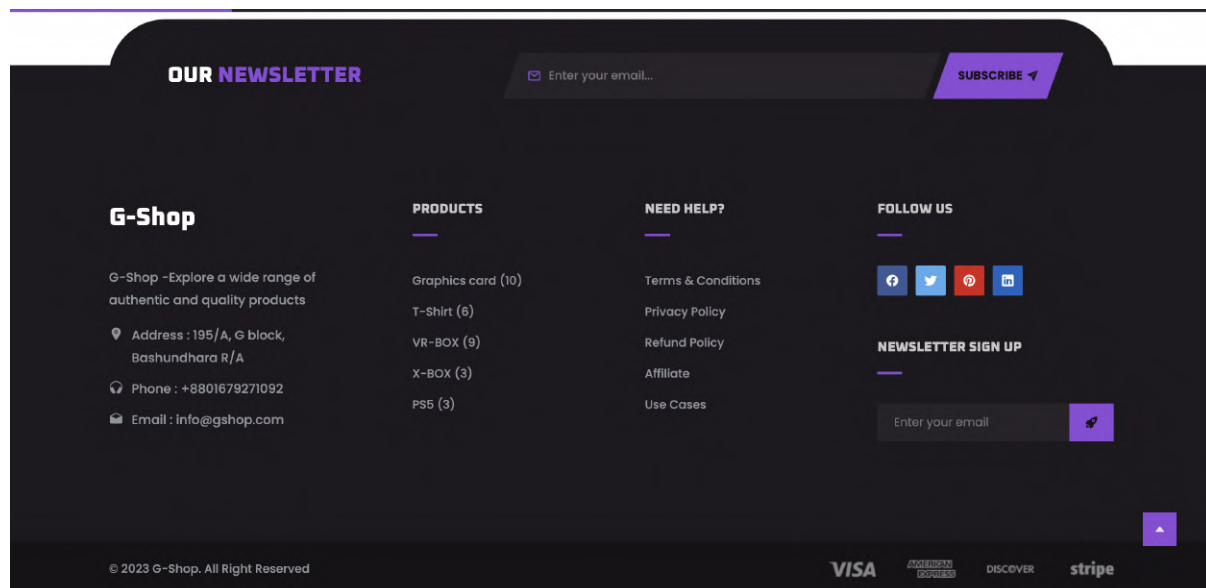 OUR NEWSLETTER
Enter your email...
SUBSCRIBE
G-Shop
G-Shop -Explore a wide range of
authentic and quality products
Address : 195/A, G block,
Bashundhara R/A
Phone : +8801679271092
Email : info@gshop.com
PRODUCTS
Graphics card (10)
T-Shirt (6)
VR-BOX (9)
X-BOX (3)
PS5 (3)
NEED HELP?
Terms & Conditions
Privacy Policy
Refund Policy
Affiliate
Use Cases
FOLLOW US
NEWSLETTER SIGN UP
Enter your email
© 2023 G-Shop. All Right Reserved
VISA
AMERICAN
EXPRESS
DISCOVER
stripe